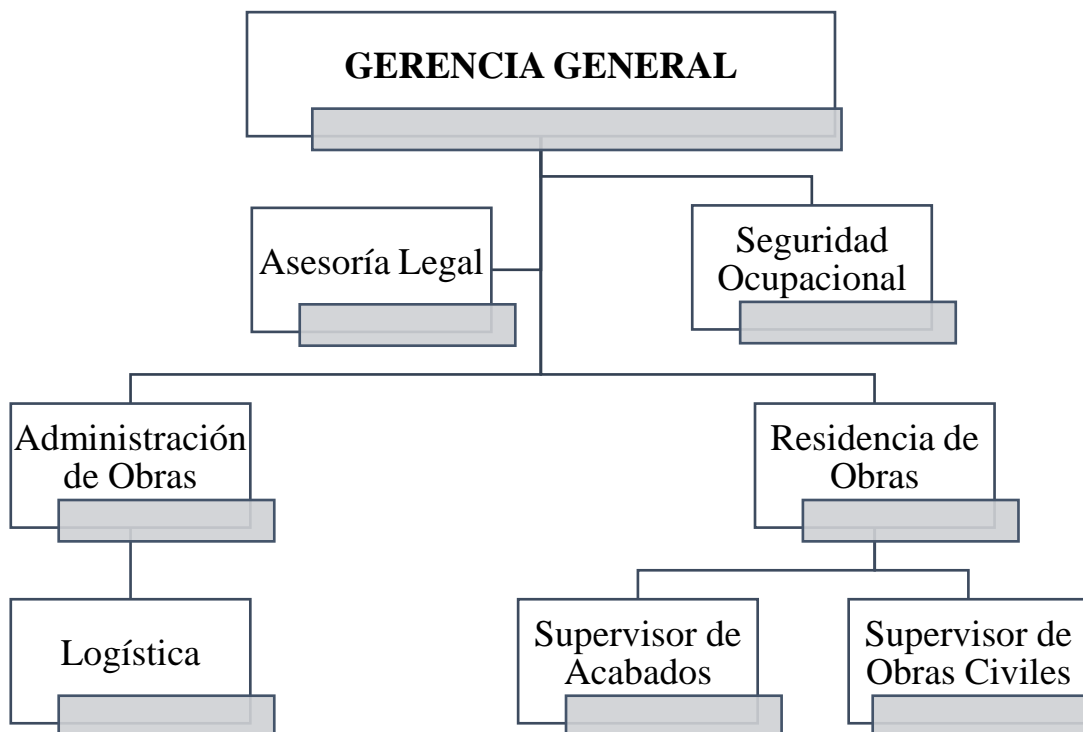 GERENCIA GENERAL
Asesoría Legal
Seguridad
Ocupacional
Administración
de Obras
Residencia de
Obras
Logística
Supervisor de
Acabados
Supervisor de
Obras Civiles